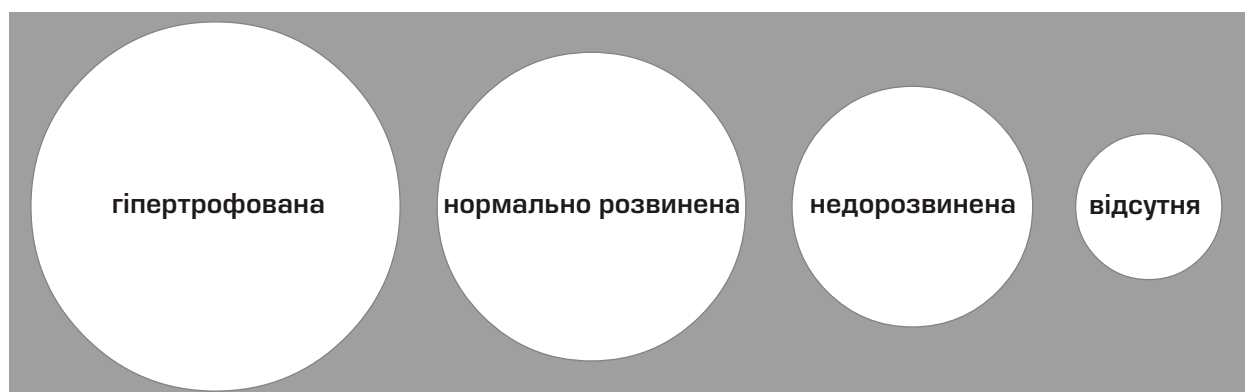 гіпертрофована
нормально розвинена
недорозвинена
відсутня